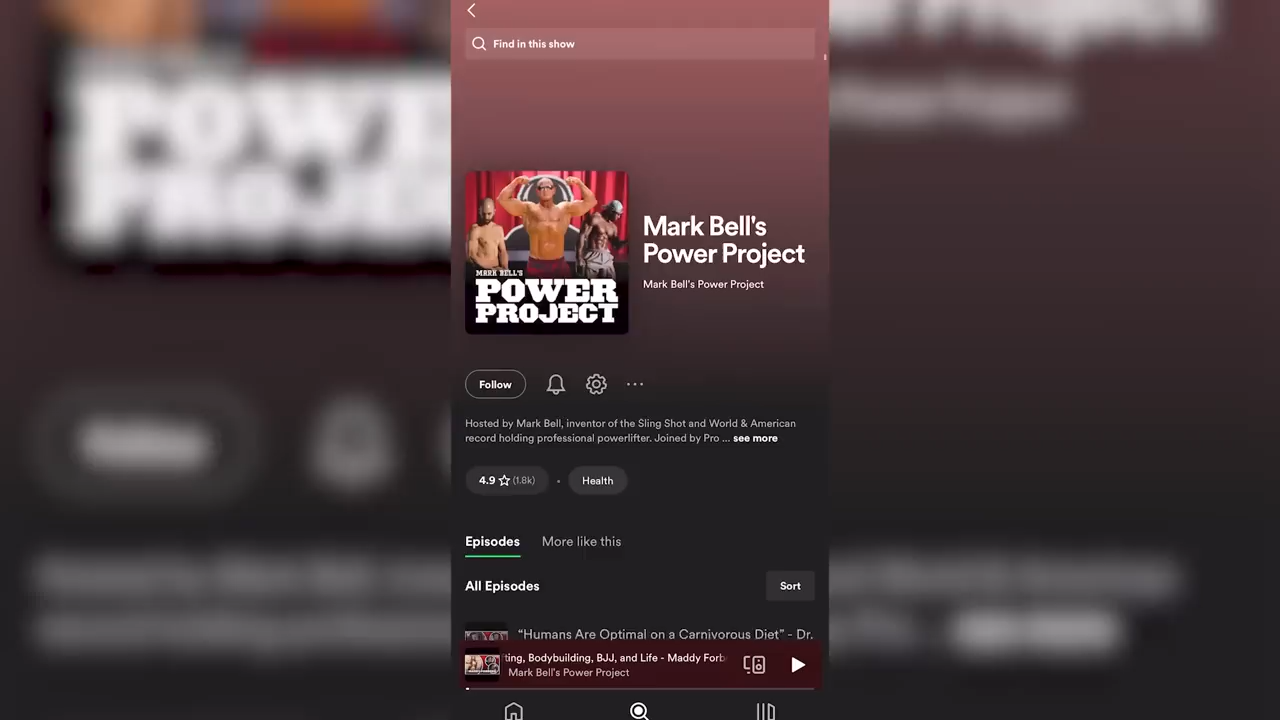 Find in this show
MARK BELL'S
POWER
PROJECT
Mark Bell's
Power Project
Mark Bell's Power Project
Follow
Hosted by Mark Bell, inventor of the Sling Shot and World & American
record holding professional powerlifter. Joined by Pro ... see more
4.9 (1.8k) • Health
Episodes More like this
All Episodes Sort
“Humans Are Optimal on a Carnivorous Diet” - Dr.
ting, Bodybuilding, BJJ, and Life - Maddy Forb
Mark Bell's Power Project